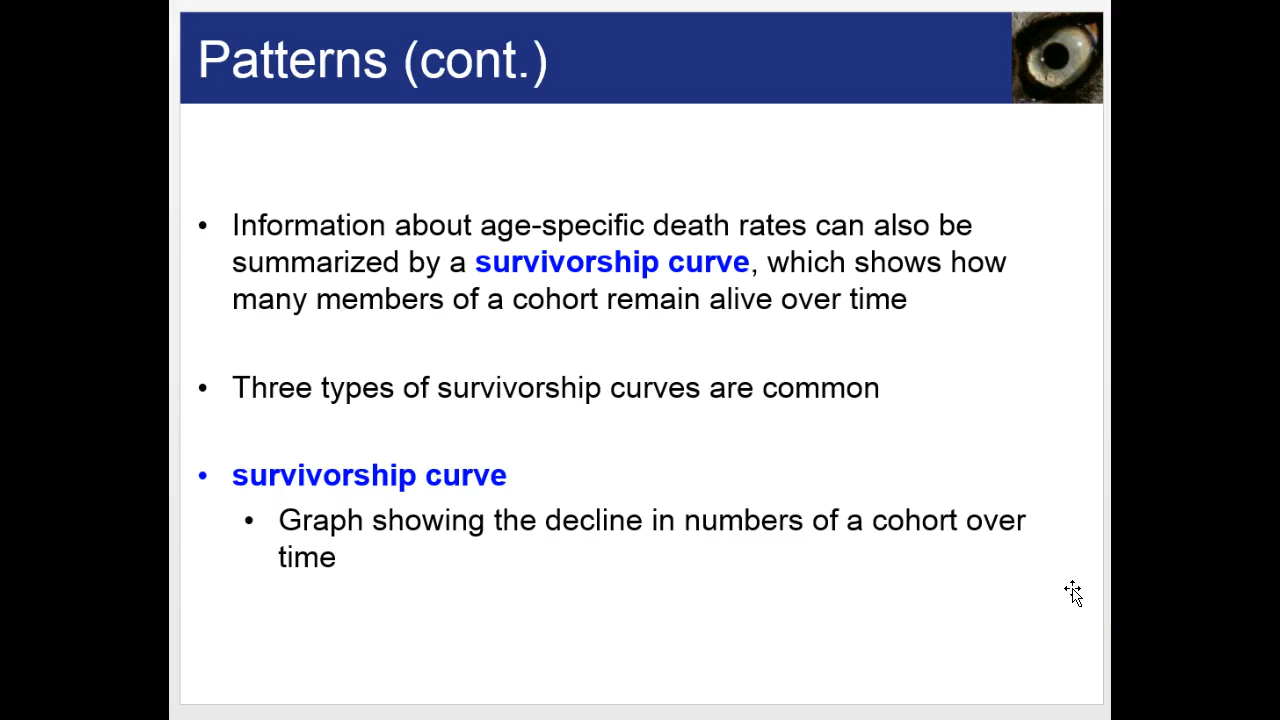 Patterns (cont.)
• Information about age-specific death rates can also be
summarized by a survivorship curve, which shows how
many members of a cohort remain alive over time
• Three types of survivorship curves are common
• survivorship curve
• Graph showing the decline in numbers of a cohort over
time